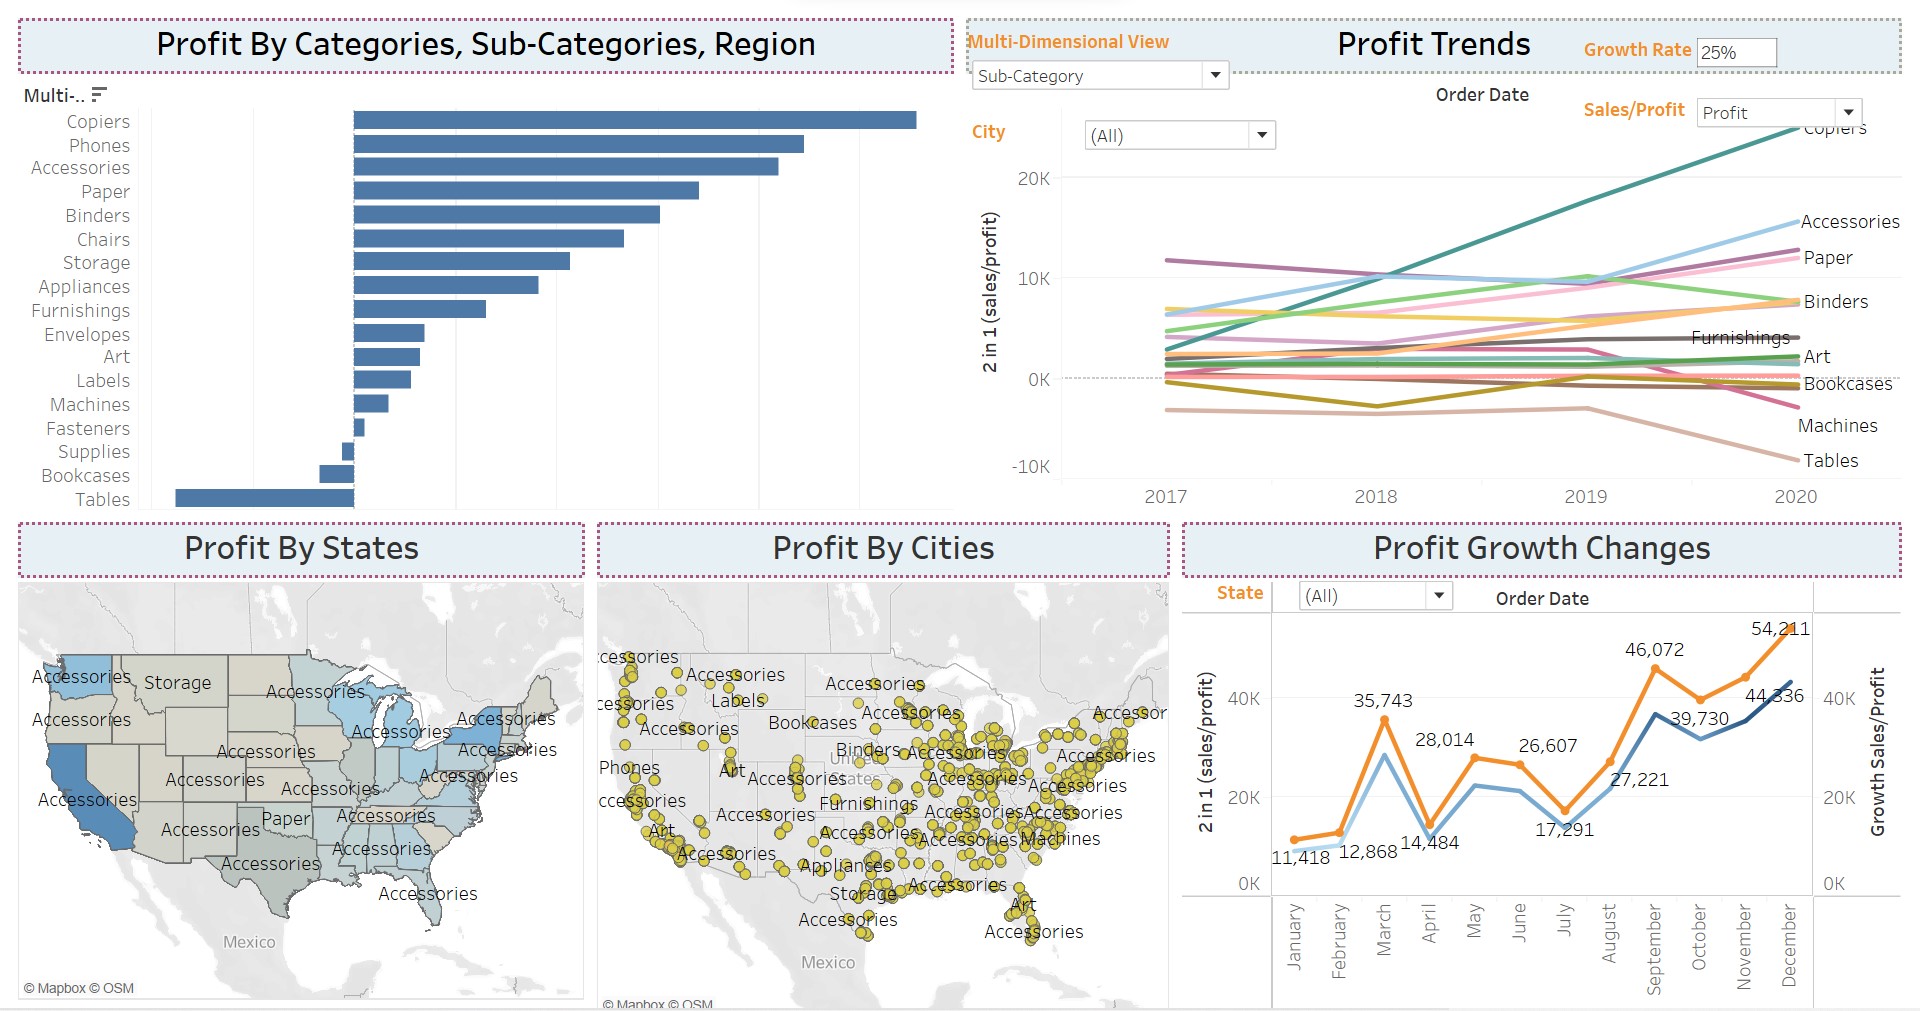 Profit By Categories, Sub-Categories, Region
Multi-..
Copiers
Phones
Accessories
Paper
Binders
Chairs
Storage
Appliances
Furnishings
Envelopes
Art
Labels
Machines
Fasteners
Supplies
Bookcases
Tables
Multi-Dimensional View
Profit Trends
Growth Rate 25%
Sub-Category
Order Date
Sales/Profit Profit
City (All)
2 in 1 (sales/profit)
20K
10K
0K
-10K
Copiers
Accessories
Paper
Binders
Furnishings
Art
Bookcases
Machines
Tables
2017 2018 2019 2020
Profit By States
Accessories
Storage
Accessories
Accessories
Accessories
Accessories
Accessories
Accessories
Accessories
Accessories
Accessories
Accessories
Accessories
Paper
Accessories
Accessories
Accessories
Accessories
Accessories
Mexico
© Mapbox © OSM
Profit By Cities
ccessories
Accessories
Accessories
Labels
cessories
Accessories
Accessor
Bookcases
Accessories
Binders
Accessories
Accessories
United
States
Phones
Art
Accessories
Accessories
Accessories
ccessories
Furnishings
Accessories
Accessories
Accessories
Art
Accessories
Accessories
Machines
Accessories
Appliances
Storage
Accessories
Art
Accessories
Accessories
Mexico
© Mapbox © OSM
Profit Growth Changes
State (All)
Order Date
2 in 1 (sales/profit)
40K
20K
0K
11,418
12,868
35,743
14,484
28,014
26,607
17,291
27,221
46,072
39,730
44,336
54,211
40K
20K
0K
Growth Sales/Profit
January
February
March
April
May
June
July
August
September
October
November
December